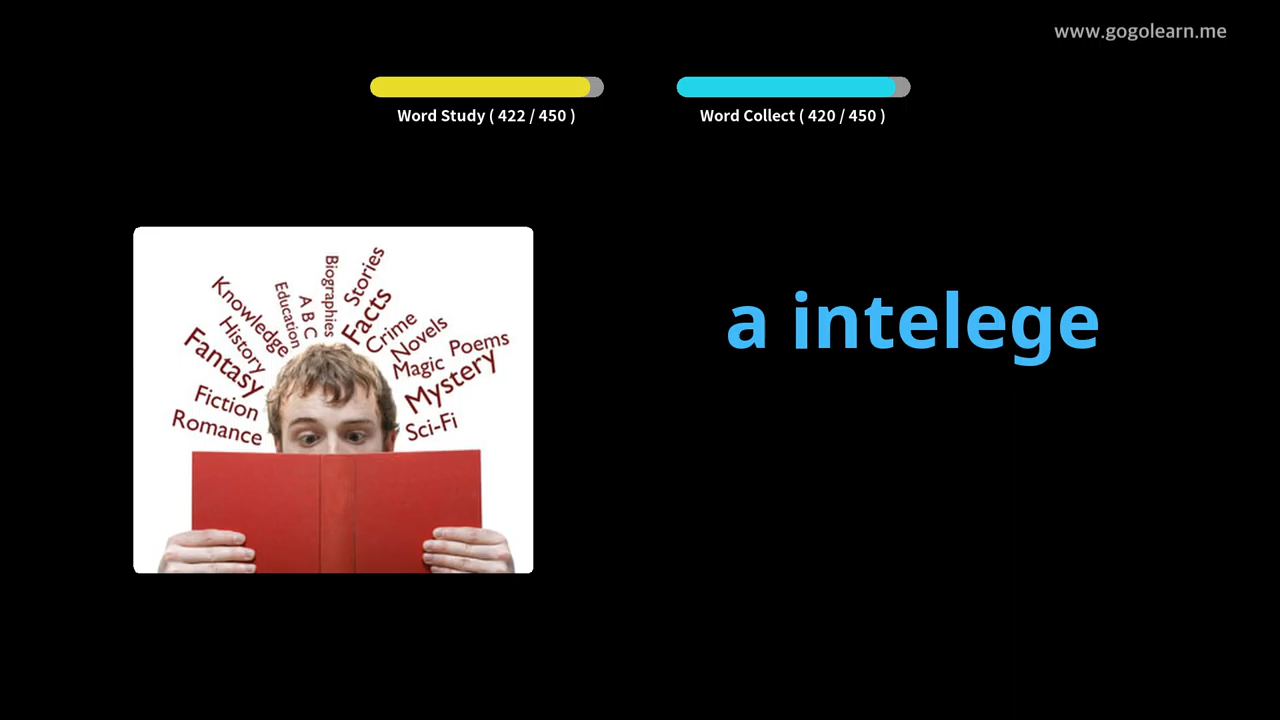 www.gogolearn.me
Word Study ( 422 / 450 )
Word Collect ( 420 / 450 )
a intelege
Knowledge
Education
A B C
Biographies
Stories
Facts
Crime
Novels
Poems
History
Magic
Fantasy
Mystery
Fiction
Sci-Fi
Romance